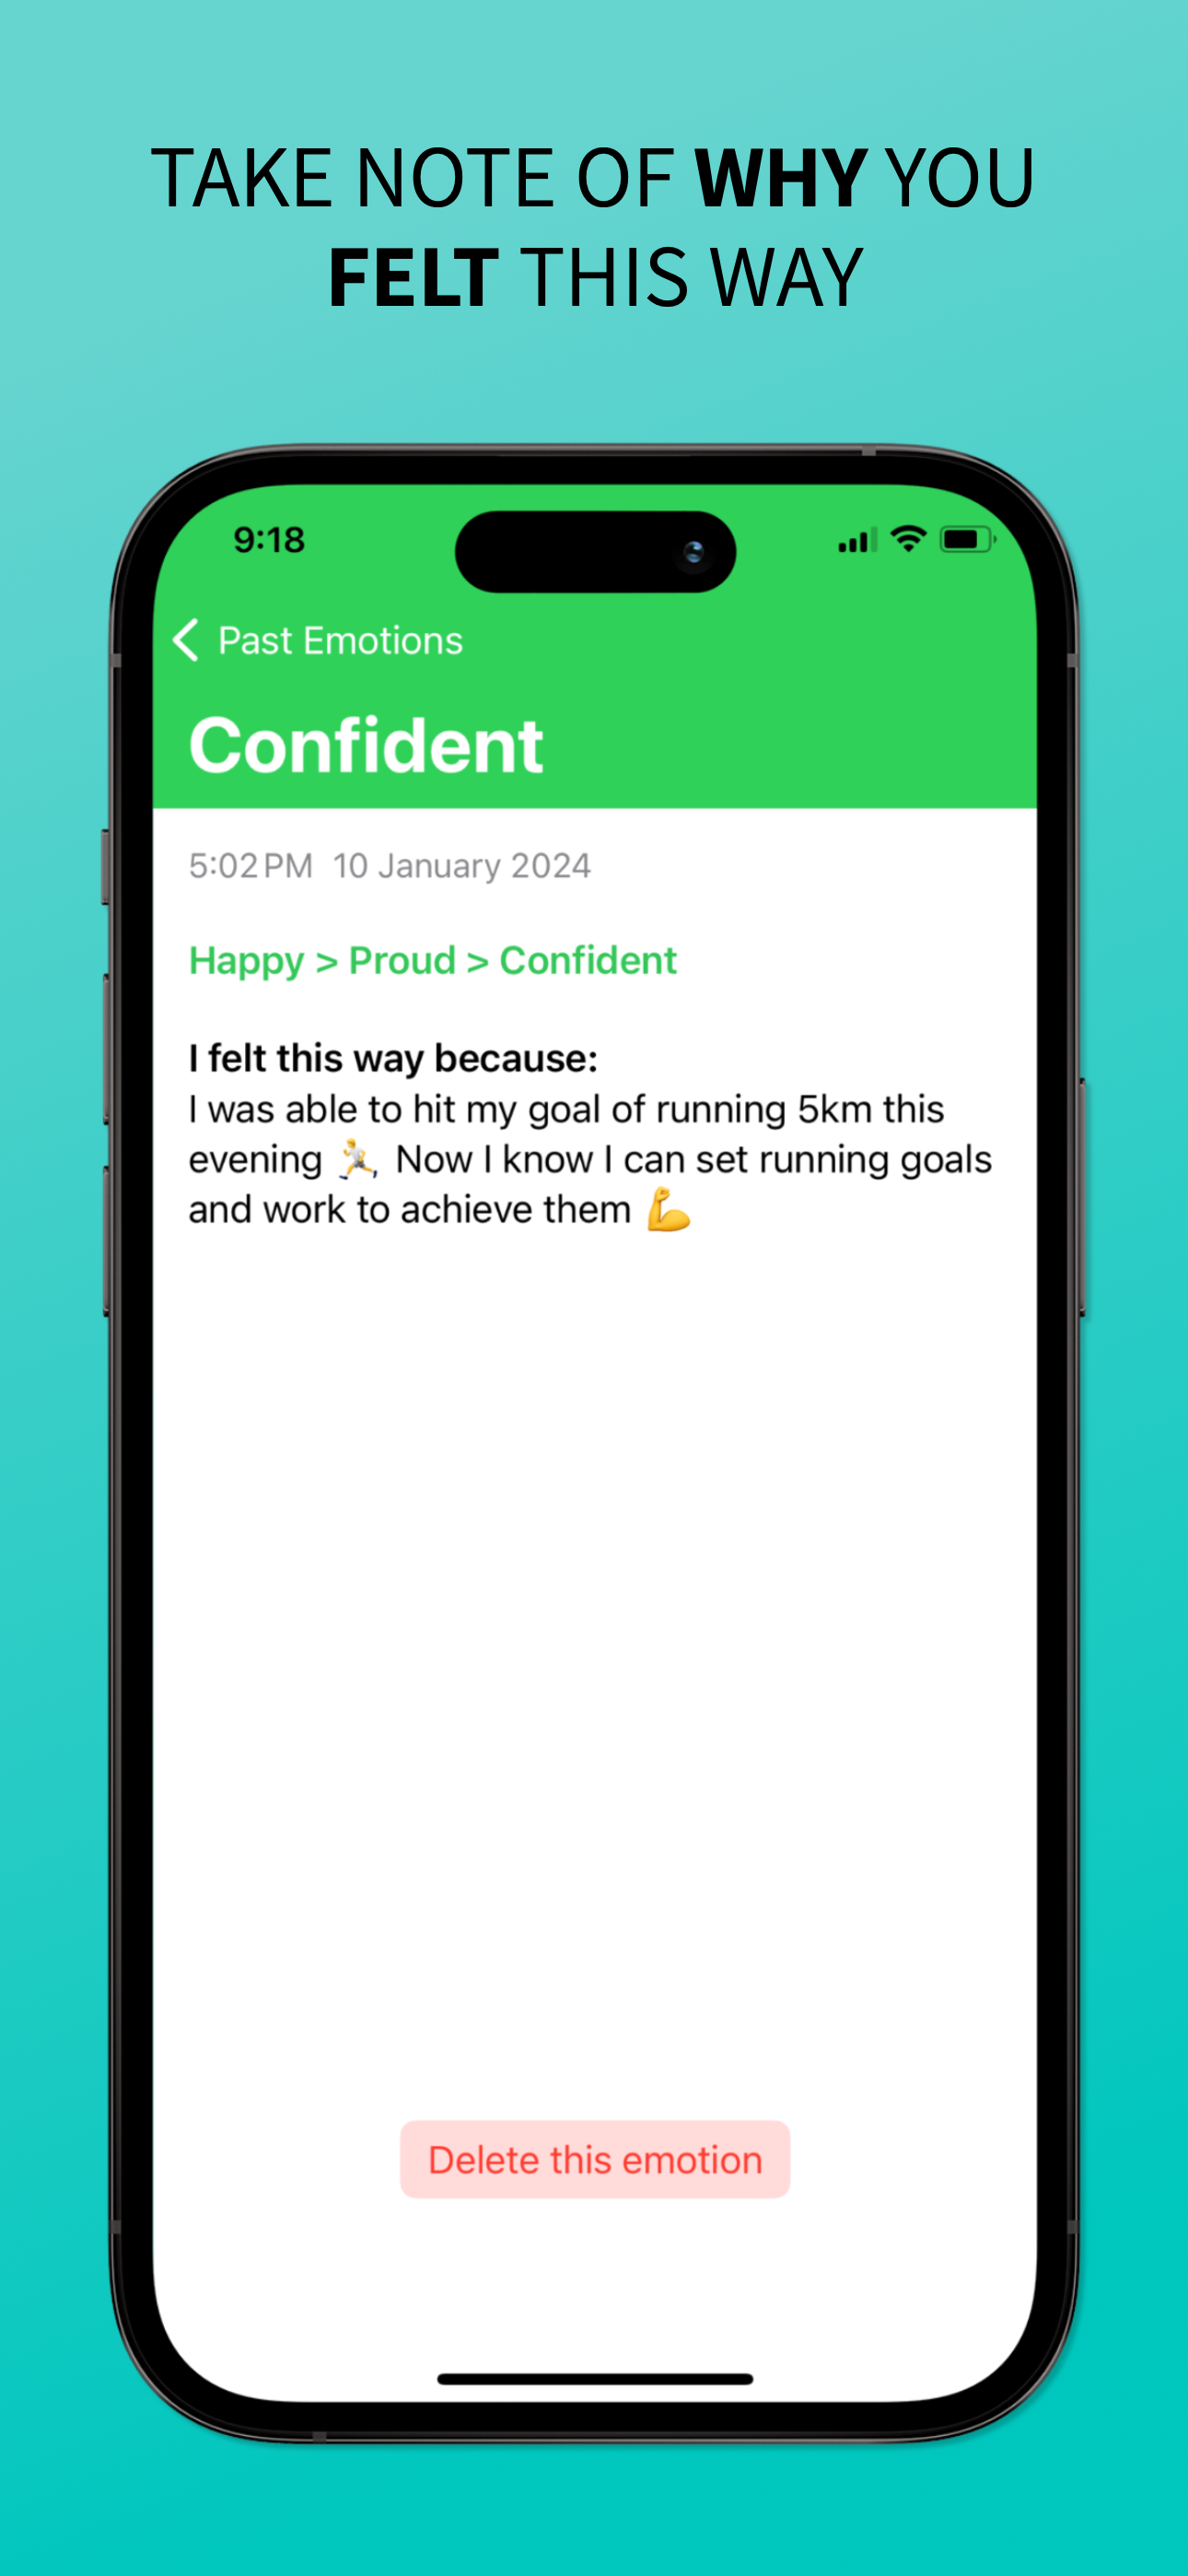 TAKE NOTE OF WHY YOU
FELT THIS WAY
9:18
Past Emotions
Confident
5:02 PM 10 January 2024
Happy > Proud > Confident
I felt this way because:
I was able to hit my goal of running 5km this
evening 🏃 Now I know I can set running goals
and work to achieve them 💪
Delete this emotion